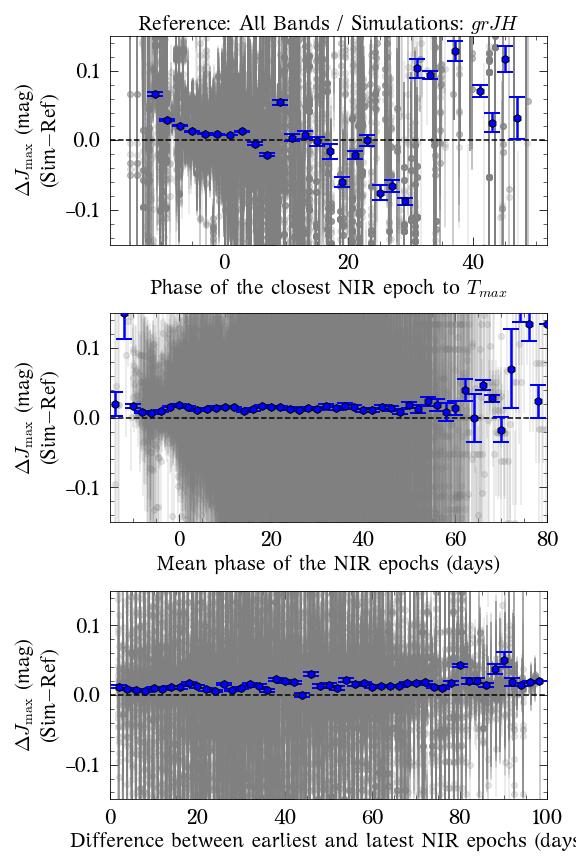 Reference: All Bands / Simulations: grJH
0.1
0.0
−0.1
ΔJmax (mag)
(Sim−Ref)
0 20 40
Phase of the closest NIR epoch to Tmax
0.1
0.0
−0.1
ΔJmax (mag)
(Sim−Ref)
0 20 40 60 80
Mean phase of the NIR epochs (days)
0.1
0.0
−0.1
ΔJmax (mag)
(Sim−Ref)
0 20 40 60 80 100
Difference between earliest and latest NIR epochs (days